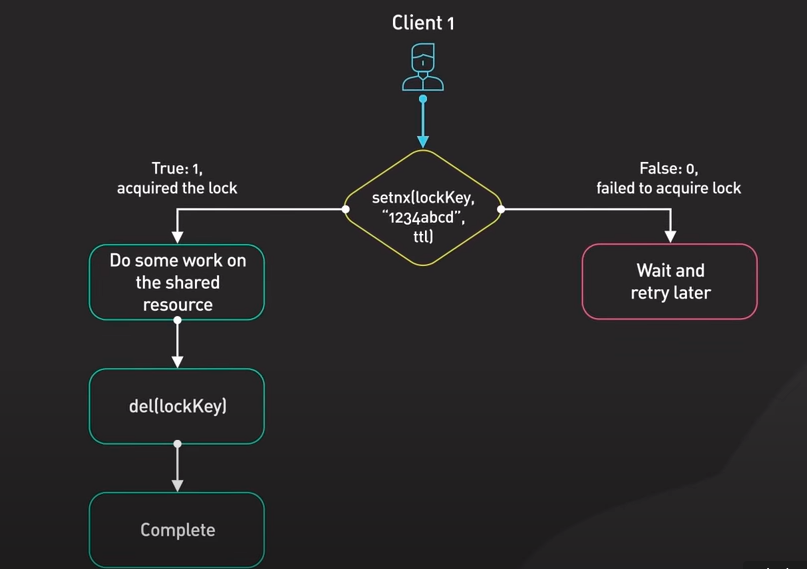 Client 1
True: 1,
acquired the lock
False: 0,
failed to acquire lock
setnx(lockKey,
“1234abcd”,
ttl)
Do some work on
the shared
resource
Wait and
retry later
del(lockKey)
Complete